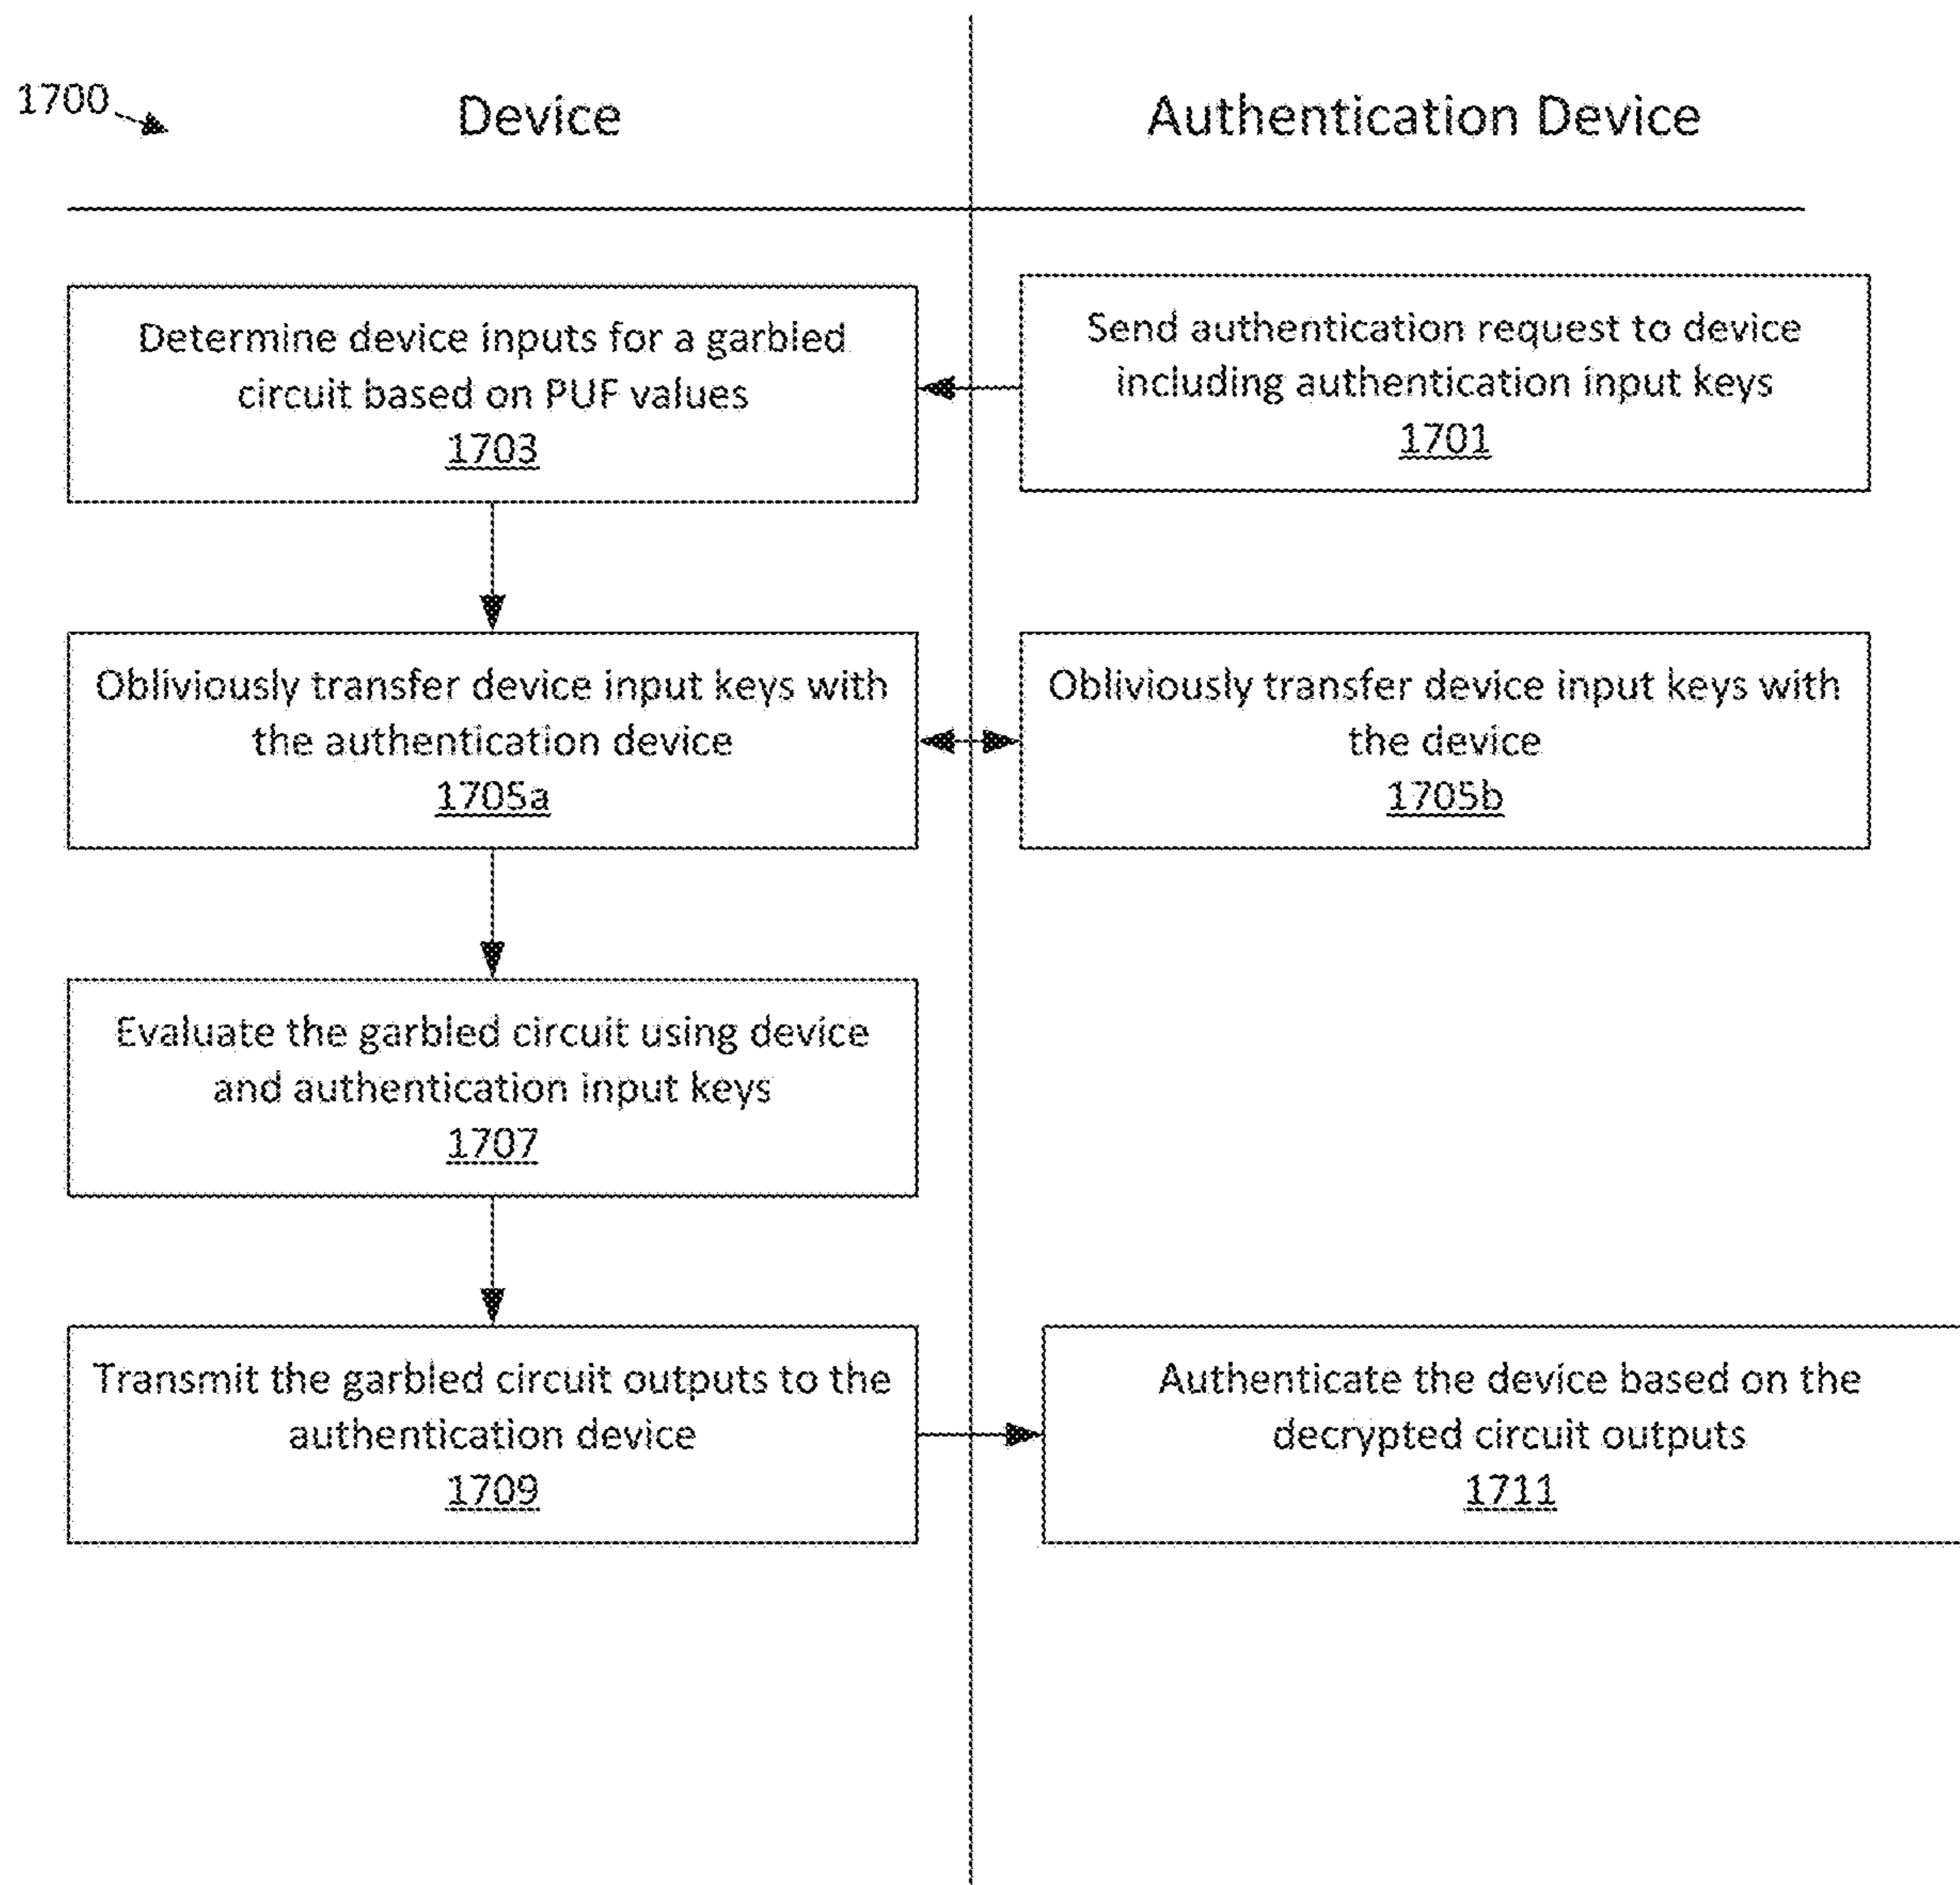 1700
Device
Authentication Device
Determine device inputs for a garbled
circuit based on PUF values
1703
Send authentication request to device
including authentication input keys
1701
Obliviously transfer device input keys with
the authentication device
1705a
Obliviously transfer device input keys with
the device
1705b
Evaluate the garbled circuit using device
and authentication input keys
1707
Transmit the garbled circuit outputs to the
authentication device
1709
Authenticate the device based on the
decrypted circuit outputs
1711